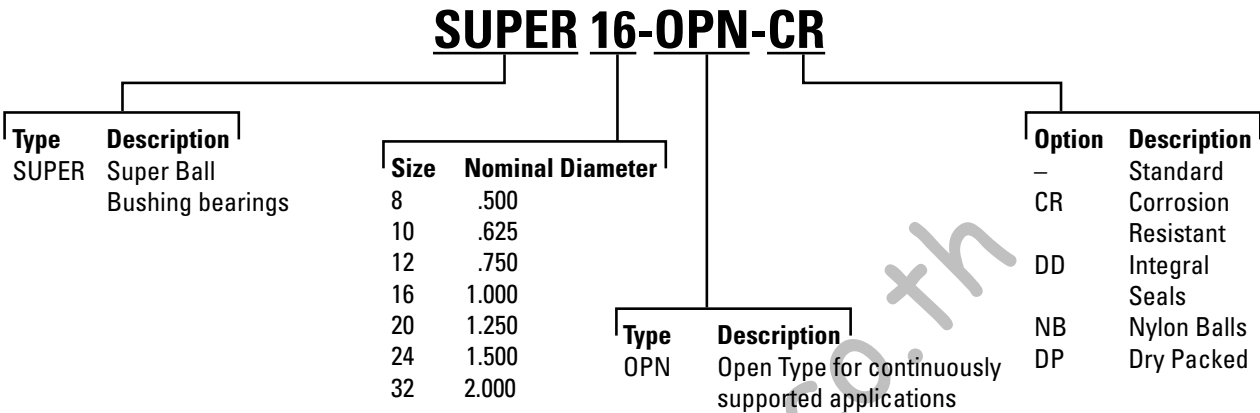 SUPER 16-OPN-CR
Type Description
SUPER Super Ball
Bushing bearings
Size Nominal Diameter
8 .500
10 .625
12 .750
16 1.000
20 1.250
24 1.500
32 2.000
Type Description
OPN Open Type for continuously
supported applications
Option Description
– Standard
CR Corrosion
Resistant
DD Integral
Seals
NB Nylon Balls
DP Dry Packed
co.th